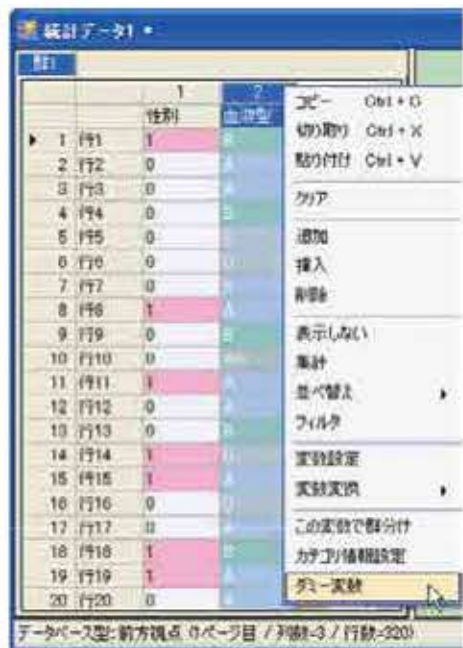 統計データ1 *
群1
1 2
性別 血液型
1 行1 1 B
2 行2 0 A
3 行3 0 A
4 行4 0 B
5 行5 0
6 行6 0
7 行7 0
8 行8 1 A
9 行9 0 B
10 行10 0
11 行11 1 A
12 行12 0 A
13 行13 0 B
14 行14 1 B
15 行15 1 A
16 行16 0
17 行17 0 A
18 行18 1 B
19 行19 1 A
20 行20 0 A
コピー Ctrl + C
切り取り Ctrl + X
貼り付け Ctrl + V
クリア
追加
挿入
削除
表示しない
集計
並べ替え
フィルタ
変数設定
変数変換
この変数で群分け
カテゴリ情報設定
ダミー変数
データベース型:前方視点 (1ページ目 / 列数=3 / 行数=320)